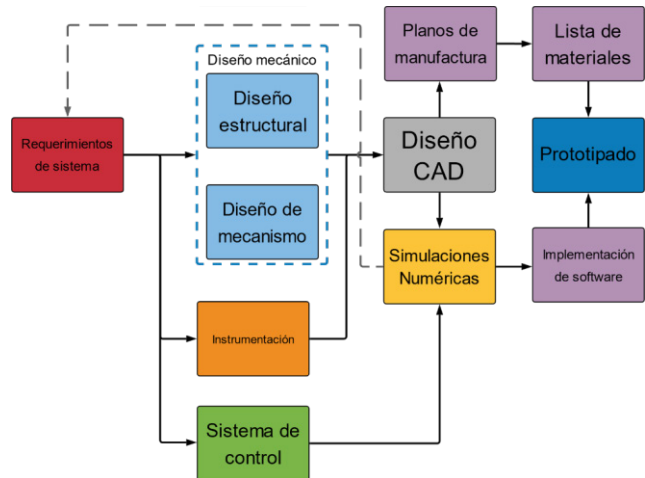 Requerimientos
de sistema
Diseño mecánico
Diseño
estructural
Diseño de
mecanismo
Instrumentación
Sistema de
control
Planos de
manufactura
Diseño
CAD
Simulaciones
Numéricas
Lista de
materiales
Prototipado
Implementación
de software